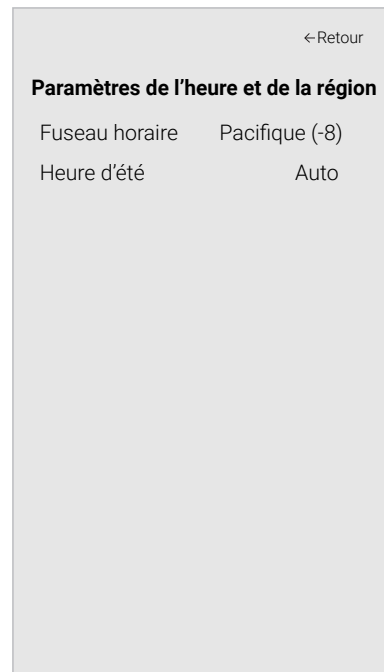 ←Retour
Paramètres de l’heure et de la région
Fuseau horaire Pacifique (-8)
Heure d’été Auto